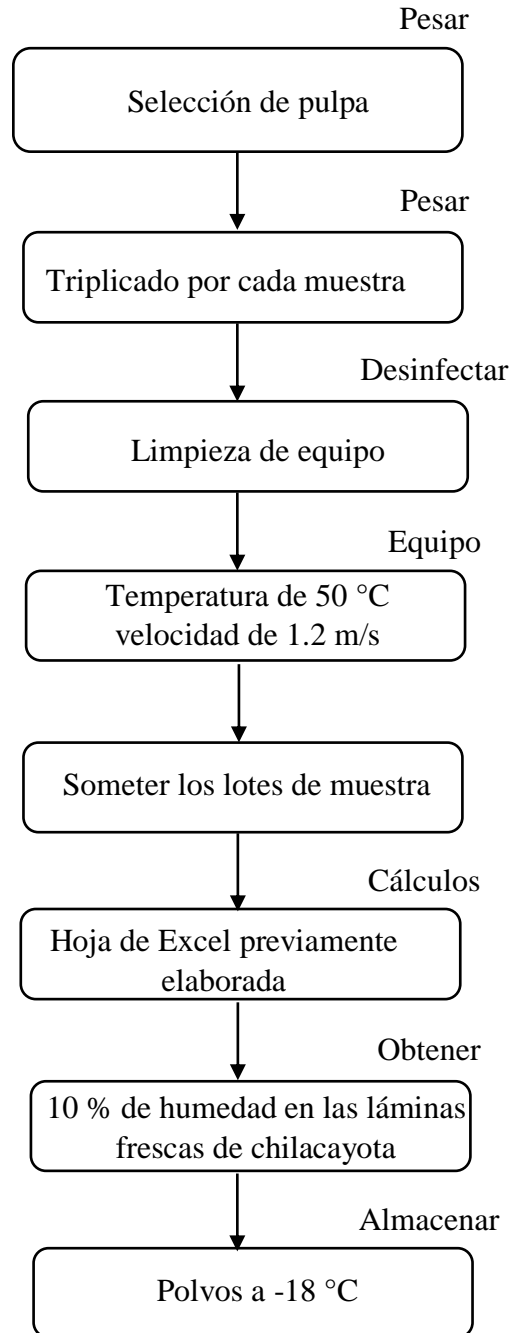 Pesar
Selección de pulpa
Pesar
Triplicado por cada muestra
Desinfectar
Limpieza de equipo
Equipo
Temperatura de 50 °C
velocidad de 1.2 m/s
Someter los lotes de muestra
Cálculos
Hoja de Excel previamente
elaborada
Obtener
10 % de humedad en las láminas
frescas de chilacayota
Almacenar
Polvos a -18 °C